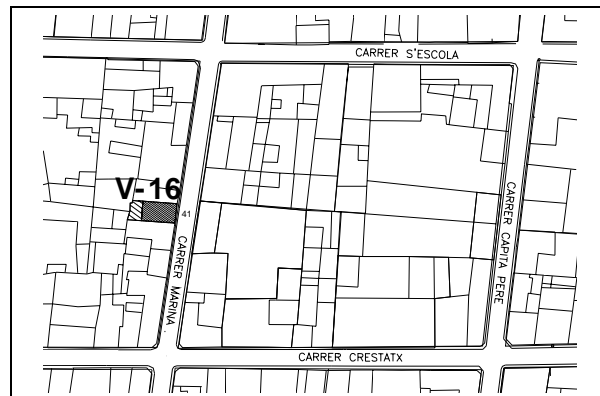 CARRER S'ESCOLA
V-16
41
CARRER MARINA
CARRER CAPITA PERE
CARRER CRESTATX